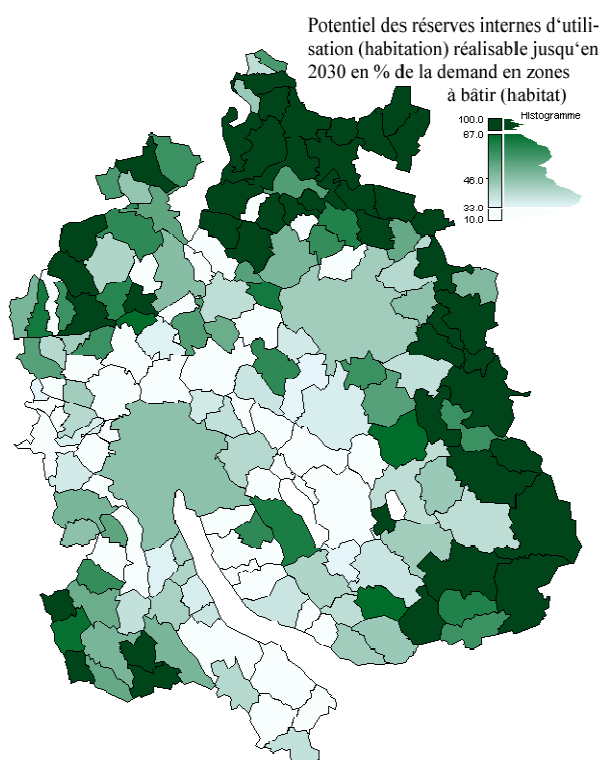 Potentiel des réserves internes d‘utili-
sation (habitation) réalisable jusqu‘en
2030 en % de la demand en zones
à bâtir (habitat)
Histogramme
100.0
67.0
46.0
33.0
10.0